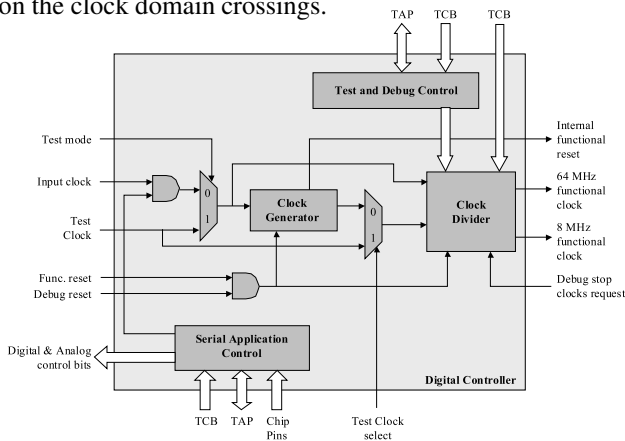 on the clock domain crossings.
TAP
TCB
TCB
Test and Debug Control
Internal
functional
reset
Test mode
Input clock
Test
Clock
0
1
Clock
Generator
0
1
Clock
Divider
64 MHz
functional
clock
8 MHz
functional
clock
Func. reset
Debug reset
Debug stop
clocks request
Digital & Analog
control bits
Serial Application
Control
Digital Controller
TCB
TAP
Chip
Pins
Test Clock
select